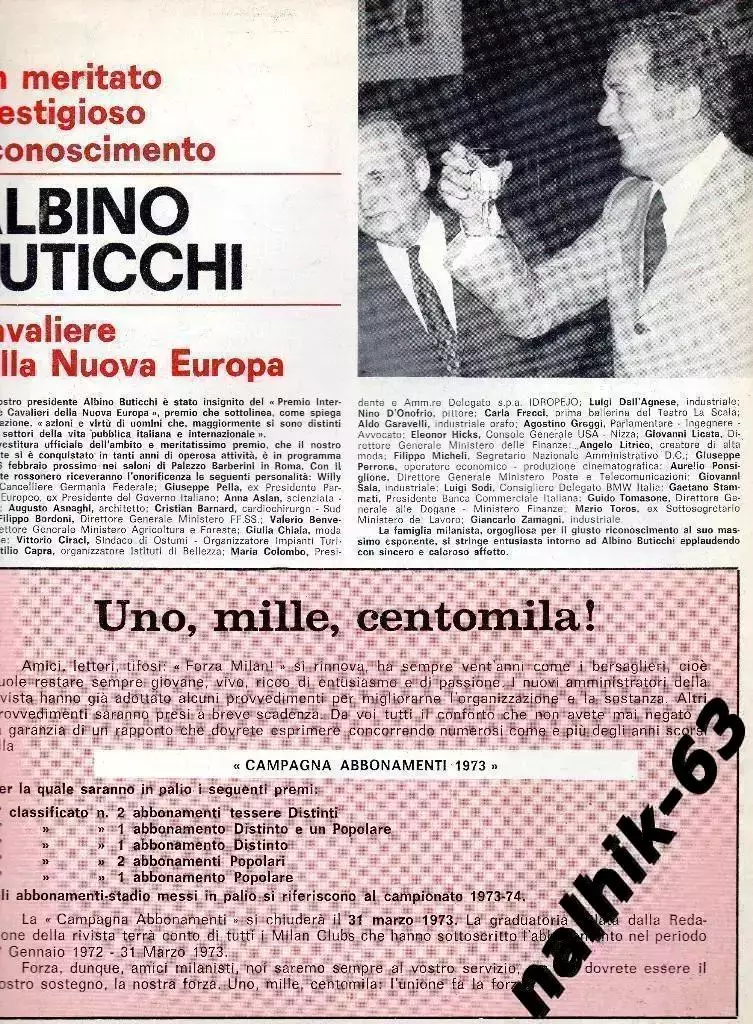 n meritato
estigioso
conoscimento
ALBINO
UTICCHI
avaliere
lla Nuova Europa
ostro presidente Albino Buticchi è stato insignito del « Premio Inter-
e Cavalieri della Nuova Europa », premio che sottolinea, come spiega
azione, « azioni e virtù di uomini che, maggiormente si sono distinti
settori della vita pubblica italiana e internazionale ».
vestitura ufficiale dell'ambito e meritatissimo premio, che il nostro
te si è conquistato in tanti anni di operosa attività, è in programma
6 febbraio prossimo nei saloni di Palazzo Barberini in Roma. Con il
te rossonero riceveranno l'onorificenza le seguenti personalità: Willy
Cancelliere Germania Federale; Giuseppe Pella, ex Presidente Par-
Europeo, ex Presidente del Governo Italiano; Anna Aslan, scienziata -
; Augusto Asnaghi, architetto; Cristian Barnard, cardiochirurgo - Sud
Filippo Bordoni, Direttore Generale Ministero FF.SS.; Valerio Benve-
ettore Generale Ministero Agricoltura e Foreste; Giulia Chiala, moda
e; Vittorio Ciraci, Sindaco di Ostumi - Organizzatore Impianti Turi-
tilio Capra, organizzatore Istituti di Bellezza; Maria Colombo, Presi-
dente e Amm.re Delegato s.p.a. IDROPEJO; Luigi Dall'Agnese, industriale;
Nino D'Onofrio, pittore; Carla Frecci, prima ballerina del Teatro La Scala;
Aldo Garavelli, industriale orafo; Agostino Greggi, Parlamentare - Ingegnere -
Avvocato; Eleonor Hicks, Console Generale USA - Nizza; Giovanni Licata, Di-
rettore Generale Ministero delle Finanze; Angelo Litrico, creatore di alta
moda; Filippo Micheli, Segretario Nazionale Amministrativo D.C.; Giuseppe
Perrone, operatore economico - produzione cinematografica; Aurelio Ponsi-
glione, Direttore Generale Ministero Poste e Telecomunicazioni; Giovanni
Sala, industriale; Luigi Sodi, Consigliero Delegato BMW Italia; Gaetano Stam-
mati, Presidente Banca Commerciale Italiana; Guido Tomasone, Direttore Ge-
nerale alle Dogane - Ministero Finanze; Mario Toros, ex Sottosegretario
Ministero del Lavoro; Giancarlo Zamagni, industriale.
La famiglia milanista, orgogliosa per il giusto riconoscimento al suo mas-
simo esponente, si stringe entusiasta intorno ad Albino Buticchi applaudendo
con sincero e caloroso affetto.
Uno, mille, centomila!
Amici, lettori, tifosi: « Forza Milan! » si rinnova, ha sempre vent'anni come i bersaglieri, cioè
uole restare sempre giovane, vivo, ricco di entusiasmo e di passione. I nuovi amministratori della
vista hanno già adottato alcuni provvedimenti per migliorarne l'organizzazione e la sostanza. Altri
rovvedimenti saranno presi a breve scadenza. Da voi tutti il conforto che non avete mai negato e
a garanzia di un rapporto che dovrete esprimere concorrendo numerosi come e più degli anni scorsi
lla
« CAMPAGNA ABBONAMENTI 1973 »
er la quale saranno in palio i seguenti premi:
° classificato n. 2 abbonamenti tessere Distinti
» » 1 abbonamento Distinto e un Popolare
» » 1 abbonamento Distinto
» » 2 abbonamenti Popolari
» » 1 abbonamento Popolare
li abbonamenti-stadio messi in palio si riferiscono al campionato 1973-74.
La « Campagna Abbonamenti » si chiuderà il 31 marzo 1973. La graduatoria dalla Reda-
ione della rivista terrà conto di tutti i Milan Clubs che hanno sottoscritto l'abbonamento nel periodo
° Gennaio 1972 - 31 Marzo 1973.
Forza, dunque, amici milanisti, noi saremo sempre al vostro servizio, dovrete essere il
ostro sostegno, la nostra forza. Uno, mille, centomila: l'unione fa la forza
nalhik-63